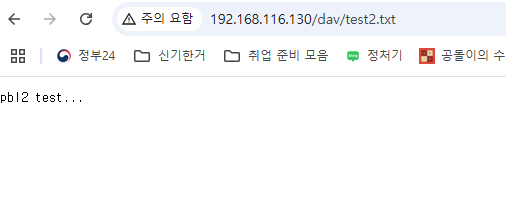 주의 요함 192.168.116.130/dav/test2.txt
정부24 신기한거 취업 준비 모음 정처기 공돌이의 수
pbl2 test...